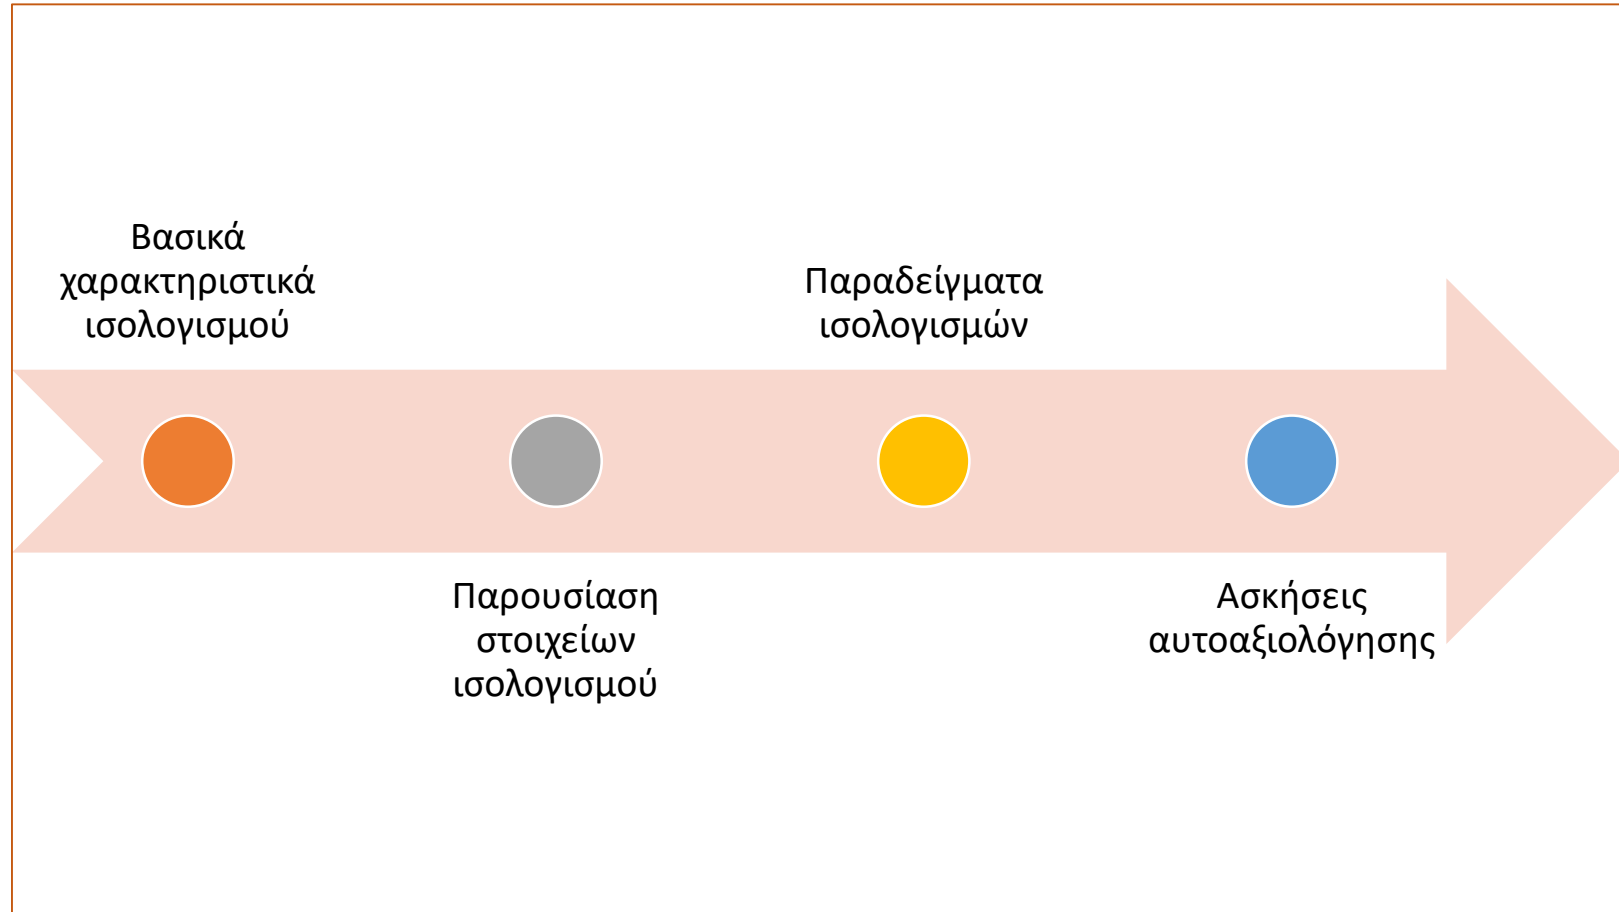 Βασικά
χαρακτηριστικά
ισολογισμού
Παρουσίαση
στοιχείων
ισολογισμού
Παραδείγματα
ισολογισμών
Ασκήσεις
αυτοαξιολόγησης